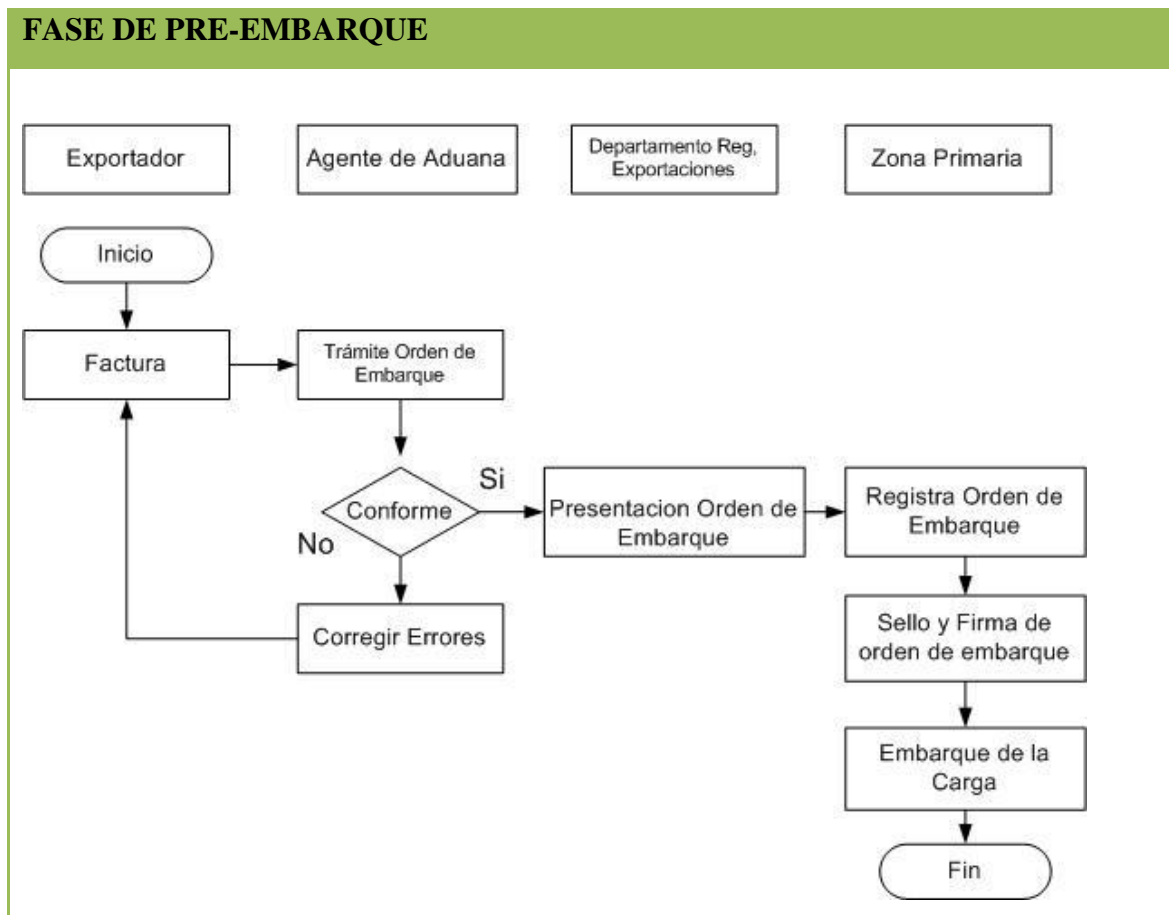 FASE DE PRE-EMBARQUE
Exportador
Agente de Aduana
Departamento Reg,
Exportaciones
Zona Primaria
Inicio
Factura
Trámite Orden de
Embarque
Conforme
Si
No
Presentacion Orden de
Embarque
Registra Orden de
Embarque
Corregir Errores
Sello y Firma de
orden de embarque
Embarque de la
Carga
Fin